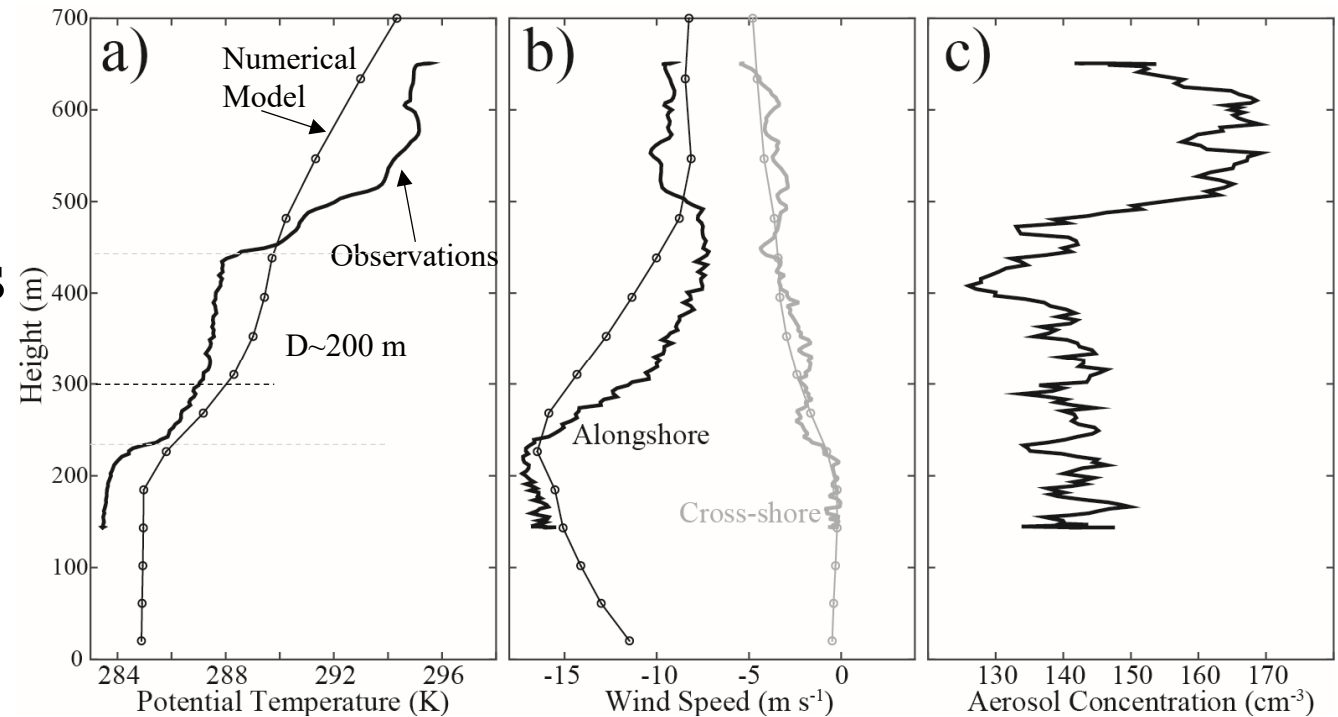 a)
Numerical
Model
Observations
D~200 m
b)
Alongshore
Cross-shore
c)
700
600
500
400
300
200
100
0
Height (m)
284 288 292 296
Potential Temperature (K)
-15 -10 -5 0
Wind Speed (m s-1)
130 140 150 160 170
Aerosol Concentration (cm-3)